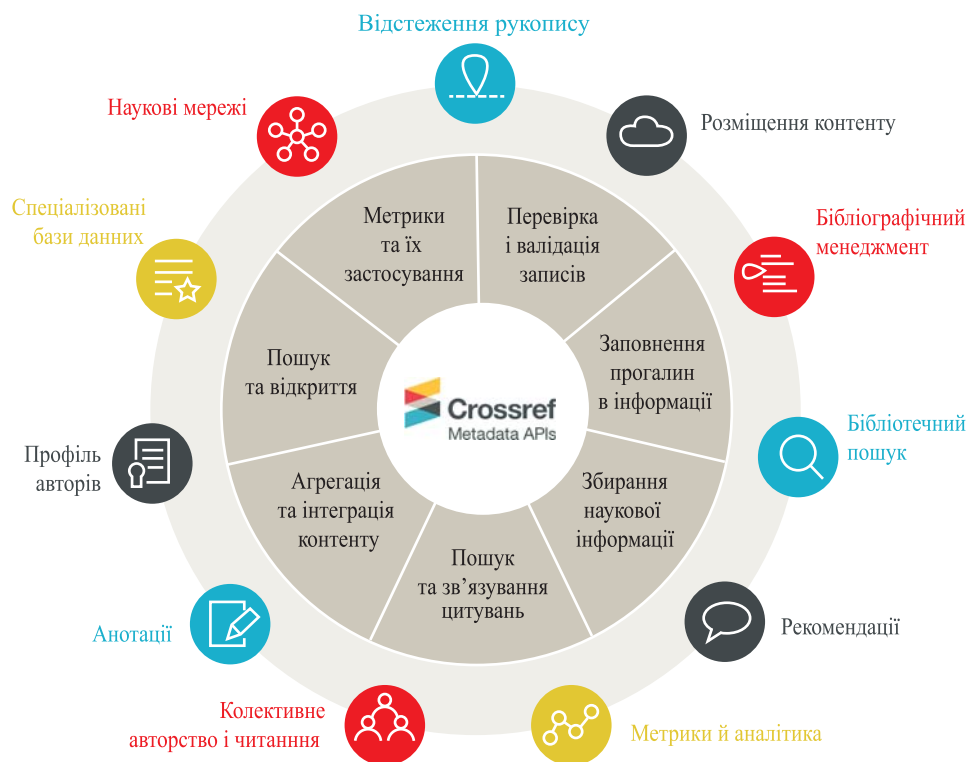 Відстеження рукопису
Розміщення контенту
Бібліографічний
менеджмент
Бібліотечний
пошук
Рекомендації
Метрики й аналітика
Колективне
авторство і читанння
Анотації
Профіль
авторів
Спеціалізовані
бази данних
Наукові мережі
Метрики
та їх
застосування
Перевірка
і валідація
записів
Заповнення
прогалин
в інформації
Збирання
наукової
інформації
Пошук
та зв’язування
цитувань
Агрегація
та інтеграція
контенту
Пошук
та відкриття
Crossref
Metadata APIs